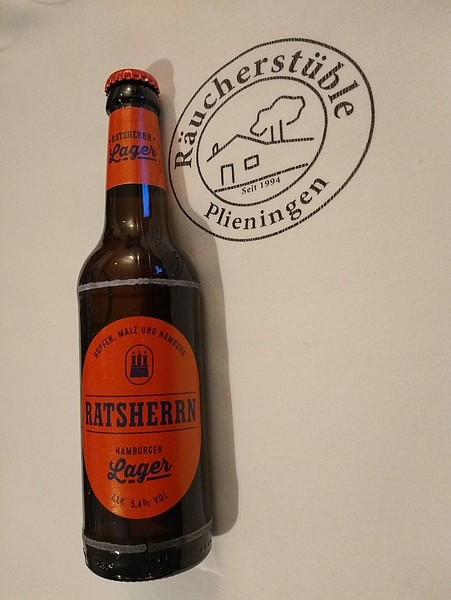 RATSHERRN
Lager
HOPFEN, MALZ UND HAMBURG
RATSHERRN
HAMBURGER
Lager
ALK. 5,4% VOL
Räucherstüble
Seit 1994
Plieningen